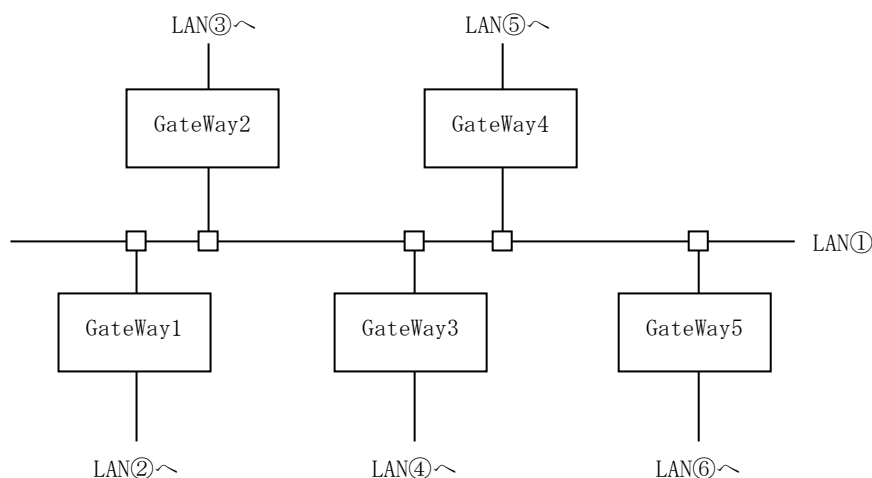 LAN③へ
LAN⑤へ
GateWay2
GateWay4
LAN①
GateWay1
GateWay3
GateWay5
LAN②へ
LAN④へ
LAN⑥へ